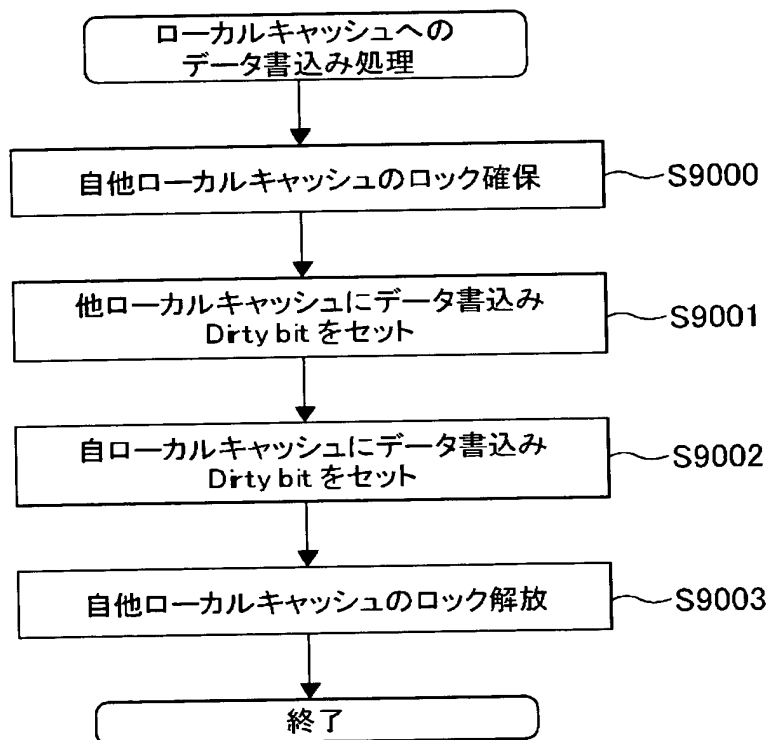 ローカルキャッシュへの
データ書込み処理
自他ローカルキャッシュのロック確保
S9000
他ローカルキャッシュにデータ書込み
Dirty bit をセット
S9001
自ローカルキャッシュにデータ書込み
Dirty bit をセット
S9002
自他ローカルキャッシュのロック解放
S9003
終了